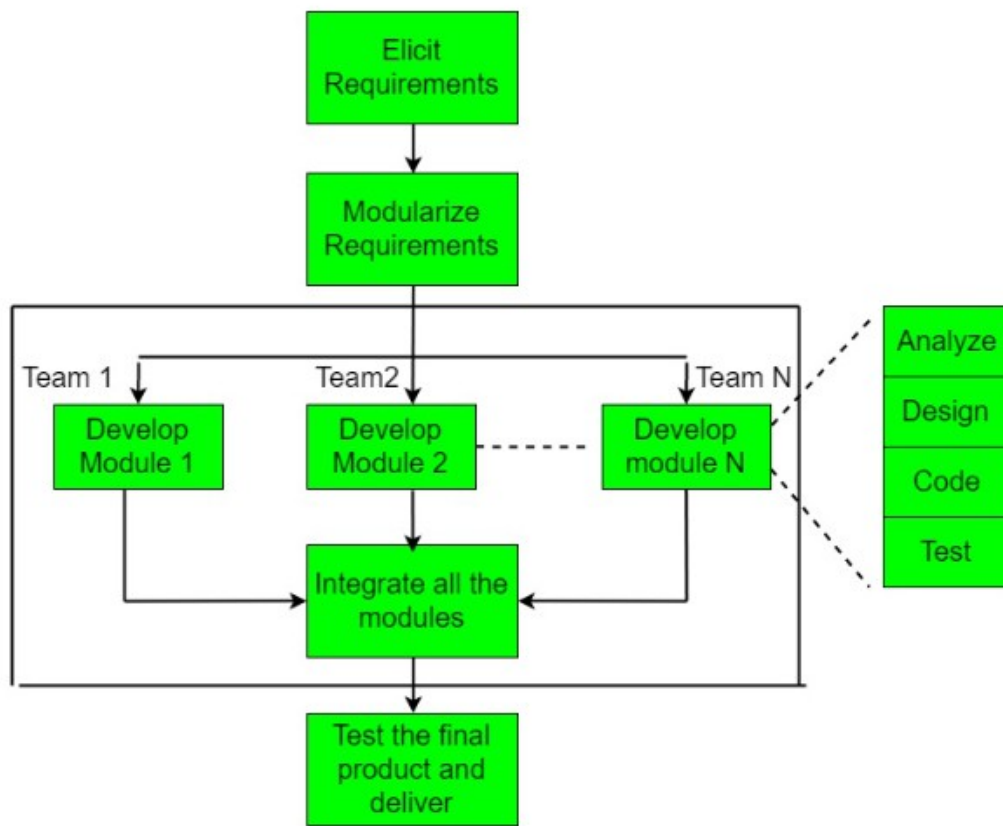 Elicit
Requirements
Modularize
Requirements
Team 1
Team2
Team N
Develop
Module 1
Develop
Module 2
Develop
module N
Analyze
Design
Code
Test
Integrate all the
modules
Test the final
product and
deliver